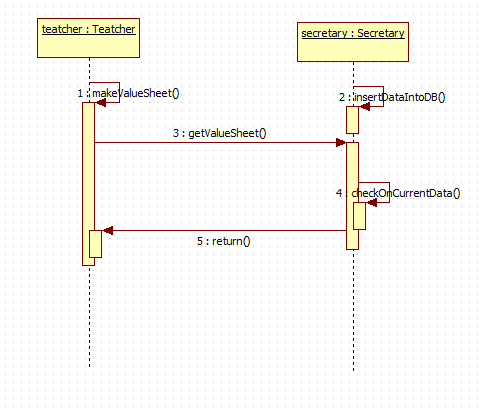 teatcher : Teatcher
secretary : Secretary
1 : makeValueSheet()
2 : insertDataIntoDB()
3 : getValueSheet()
4 : checkOnCurrentData()
5 : return()